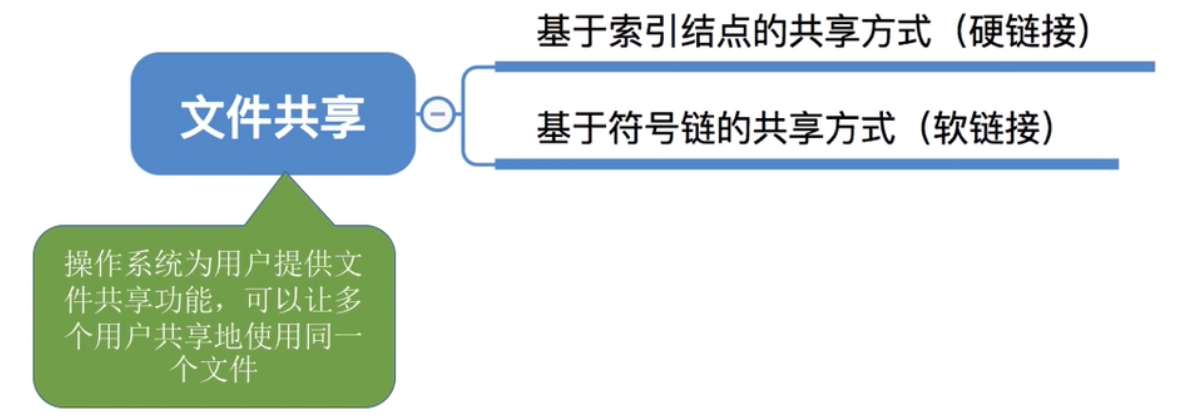 基于索引结点的共享方式（硬链接）
文件共享
基于符号链的共享方式（软链接）
操作系统为用户提供文
件共享功能，可以让多
个用户共享地使用同一
个文件